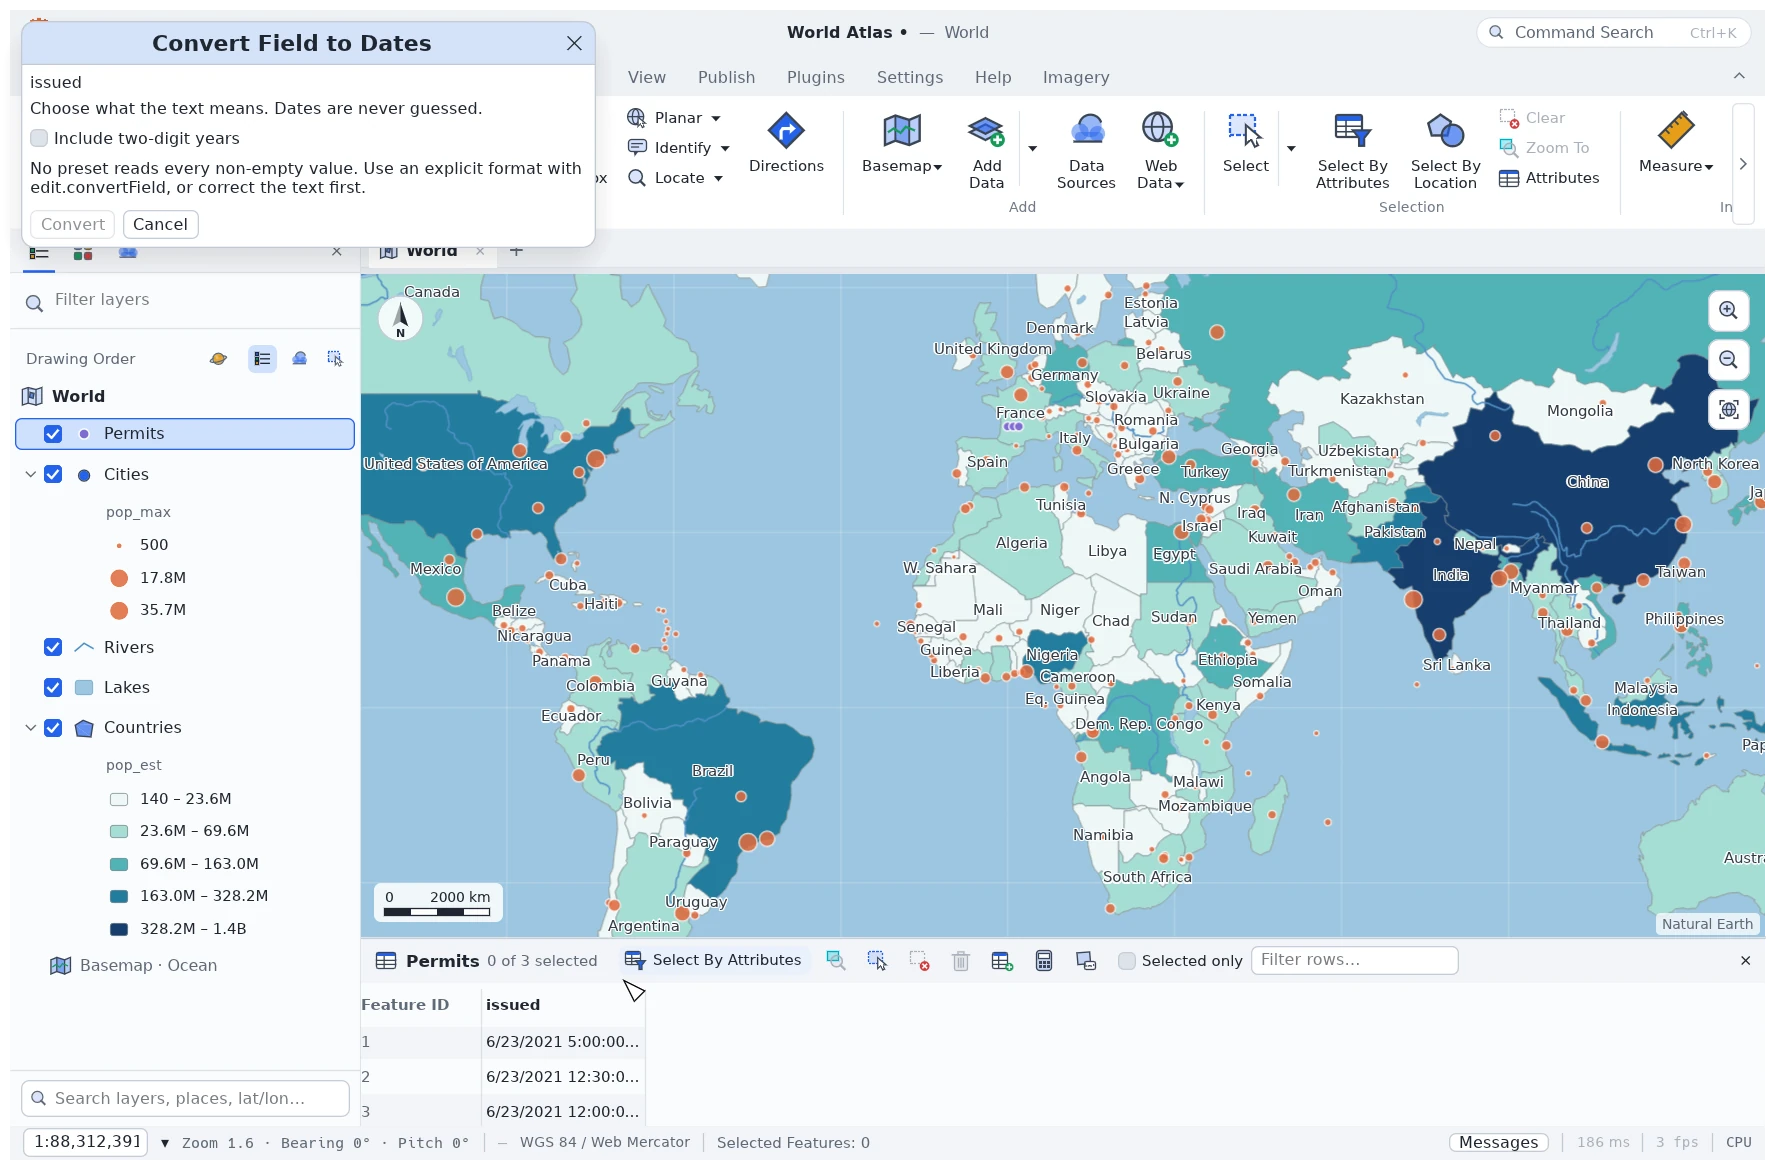 Convert Field to Dates
issued
Choose what the text means. Dates are never guessed.
Include two-digit years
No preset reads every non-empty value. Use an explicit format with
edit.convertField, or correct the text first.
Convert
Cancel
World Atlas • — World
Command Search Ctrl+K
View
Publish
Plugins
Settings
Help
Imagery
Planar
Identify
Locate
ox
Directions
Basemap
Add
Data
Data
Sources
Web
Data
Add
Select
Select By
Attributes
Select By
Location
Clear
Zoom To
Attributes
Selection
Measure
In
World
Filter layers
Drawing Order
World
Permits
Cities
pop_max
500
17.8M
35.7M
Rivers
Lakes
Countries
pop_est
140 – 23.6M
23.6M – 69.6M
69.6M – 163.0M
163.0M – 328.2M
328.2M – 1.4B
Basemap · Ocean
Search layers, places, lat/lon...
Canada
N
Estonia
Latvia
Denmark
United Kingdom
Belarus
Germany
Slovakia
Ukraine
France
Romania
Kazakhstan
Mongolia
Italy
Bulgaria
Georgia
Uzbekistan
United States of America
Spain
Greece
Turkey
Turkmenistan
North Korea
China
Ja
Tunisia
N. Cyprus
Iraq
Iran
Afghanistan
Israel
Algeria
Libya
Egypt
Kuwait
Pakistan
Nepal
Mexico
Cuba
W. Sahara
Saudi Arabia
India
Myanmar
Taiwan
Oman
Belize
Haiti
Mali
Niger
Chad
Sudan
Yemen
Thailand
Philippines
Nicaragua
Senegal
Guinea
Nigeria
Ethiopia
Sri Lanka
Panama
Liberia
Cameroon
Somalia
Colombia
Guyana
Malaysia
Eq. Guinea
Kenya
Indonesia
Ecuador
Dem. Rep. Congo
Pap
Peru
Brazil
Angola
Malawi
Bolivia
Mozambique
Paraguay
Namibia
Austra
South Africa
Uruguay
Argentina
0 2000 km
Natural Earth
Permits 0 of 3 selected
Select By Attributes
Selected only
Filter rows...
Feature ID issued
1 6/23/2021 5:00:00...
2 6/23/2021 12:30:0...
3 6/23/2021 12:00:0...
1:88,312,391
Zoom 1.6 · Bearing 0° · Pitch 0°
— WGS 84 / Web Mercator
Selected Features: 0
Messages
186 ms
3 fps
CPU